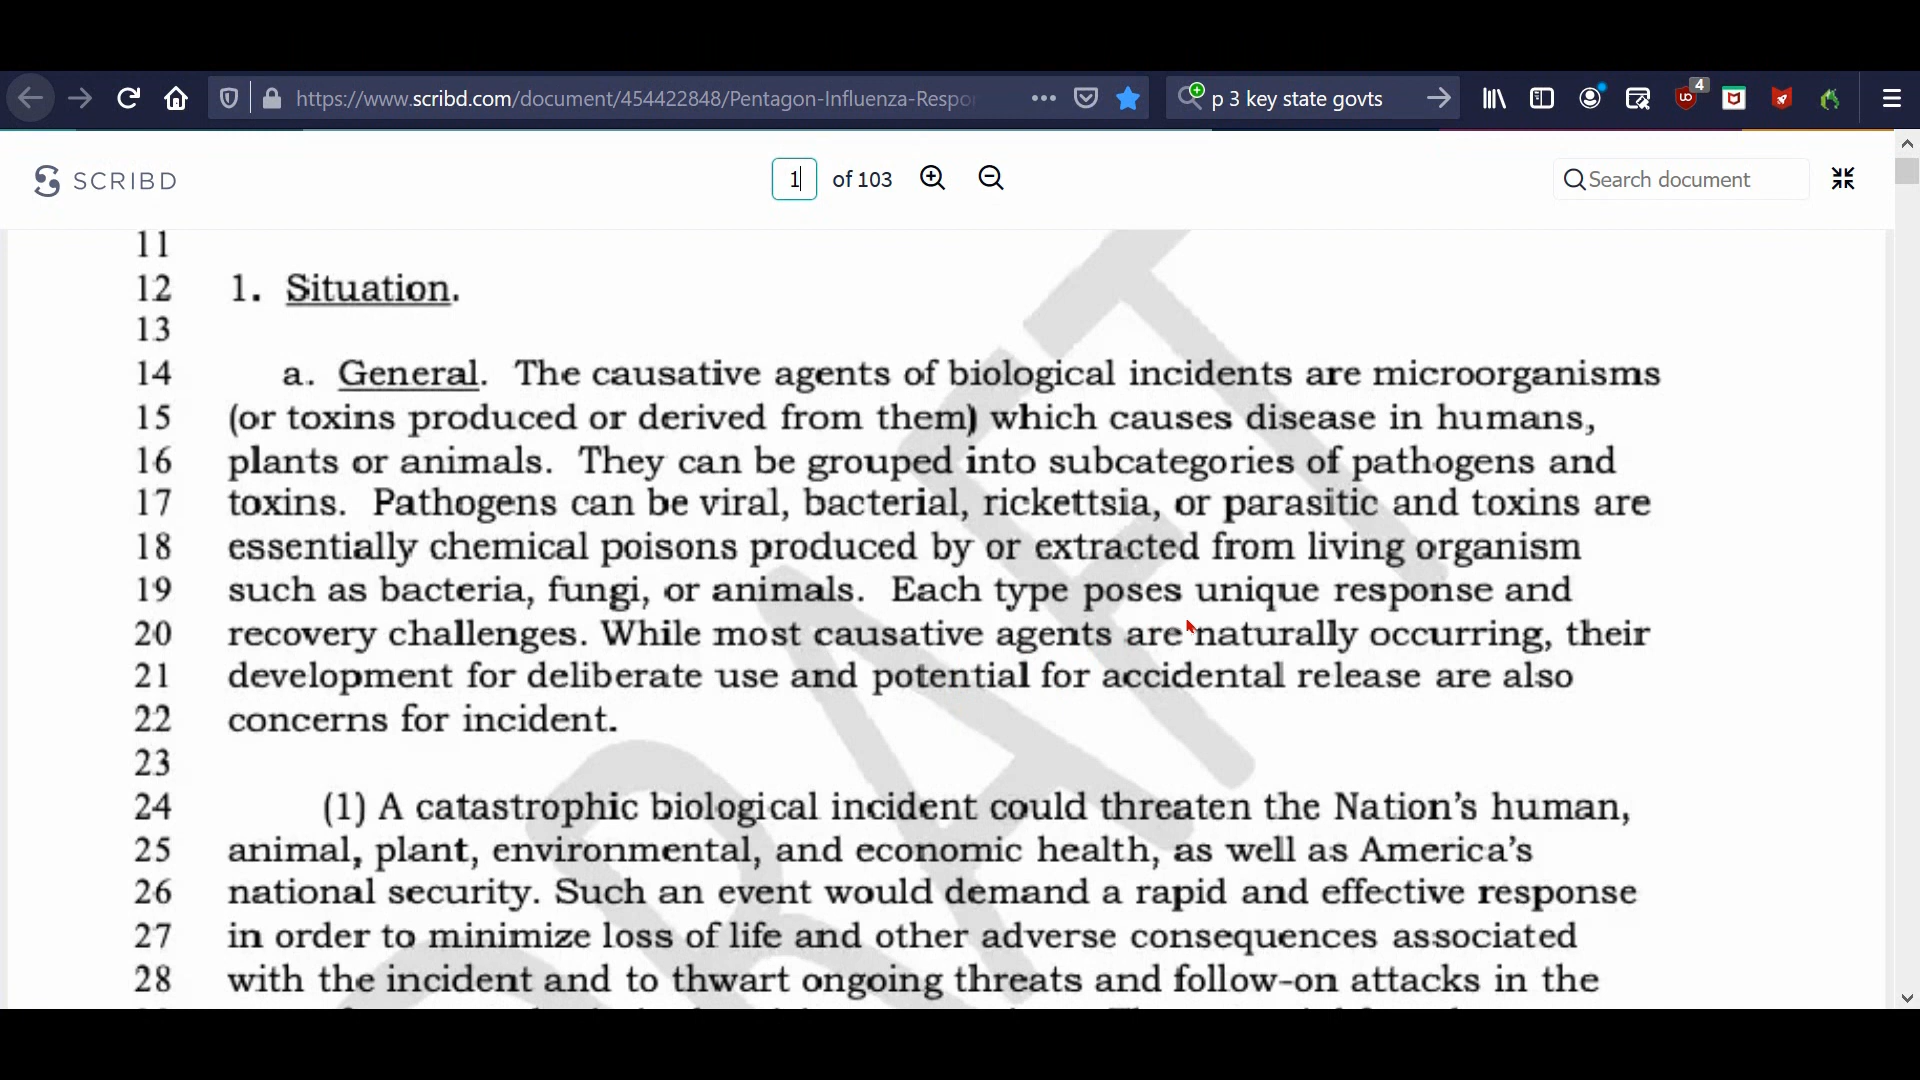 https://www.scribd.com/document/454422848/Pentagon-Influenza-Respo
p 3 key state govts
4
SCRIBD
1 of 103
Search document
11
12 1. Situation.
13
14 a. General. The causative agents of biological incidents are microorganisms
15 (or toxins produced or derived from them) which causes disease in humans,
16 plants or animals. They can be grouped into subcategories of pathogens and
17 toxins. Pathogens can be viral, bacterial, rickettsia, or parasitic and toxins are
18 essentially chemical poisons produced by or extracted from living organism
19 such as bacteria, fungi, or animals. Each type poses unique response and
20 recovery challenges. While most causative agents are naturally occurring, their
21 development for deliberate use and potential for accidental release are also
22 concerns for incident.
23
24 (1) A catastrophic biological incident could threaten the Nation's human,
25 animal, plant, environmental, and economic health, as well as America's
26 national security. Such an event would demand a rapid and effective response
27 in order to minimize loss of life and other adverse consequences associated
28 with the incident and to thwart ongoing threats and follow-on attacks in the
DRAFT